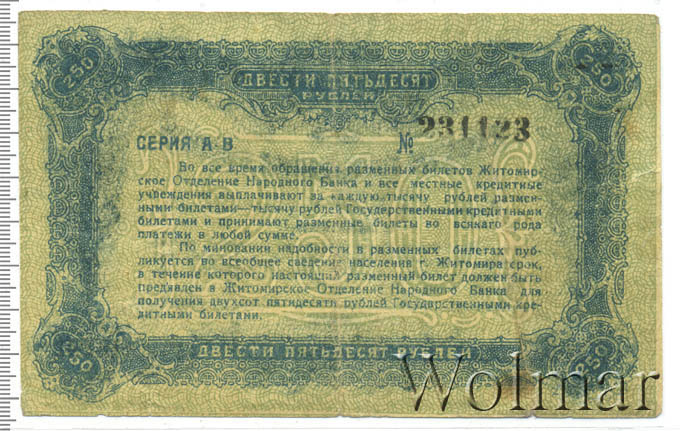 250 ДВЕСТИ ПЯТЬДЕСЯТ 250
РУБЛЕЙ
СЕРИЯ А В № 231123
Во все время обращения разменных билетов Житомир-
ское Отделение Народного Банка и все местные кредитные
учреждения выплачивают за каждую тысячу рублей размен-
ными билетами—тысячу рублей Государственными кредитными
билетами и принимают разменные билеты во всякаго рода
платежи в любой сумме.
По миновании надобности в разменных билетах пуб-
ликуется во всеобщее сведение населения г. Житомира срок,
в течение которого настоящий разменный билет должен быть
предявлен в Житомирское Отделение Народного Банка для
получения двухсот пятидесяти рублей Государственными кре-
дитными билетами.
250 ДВЕСТИ ПЯТЬДЕСЯТ РУБЛЕЙ 250
Wolmar